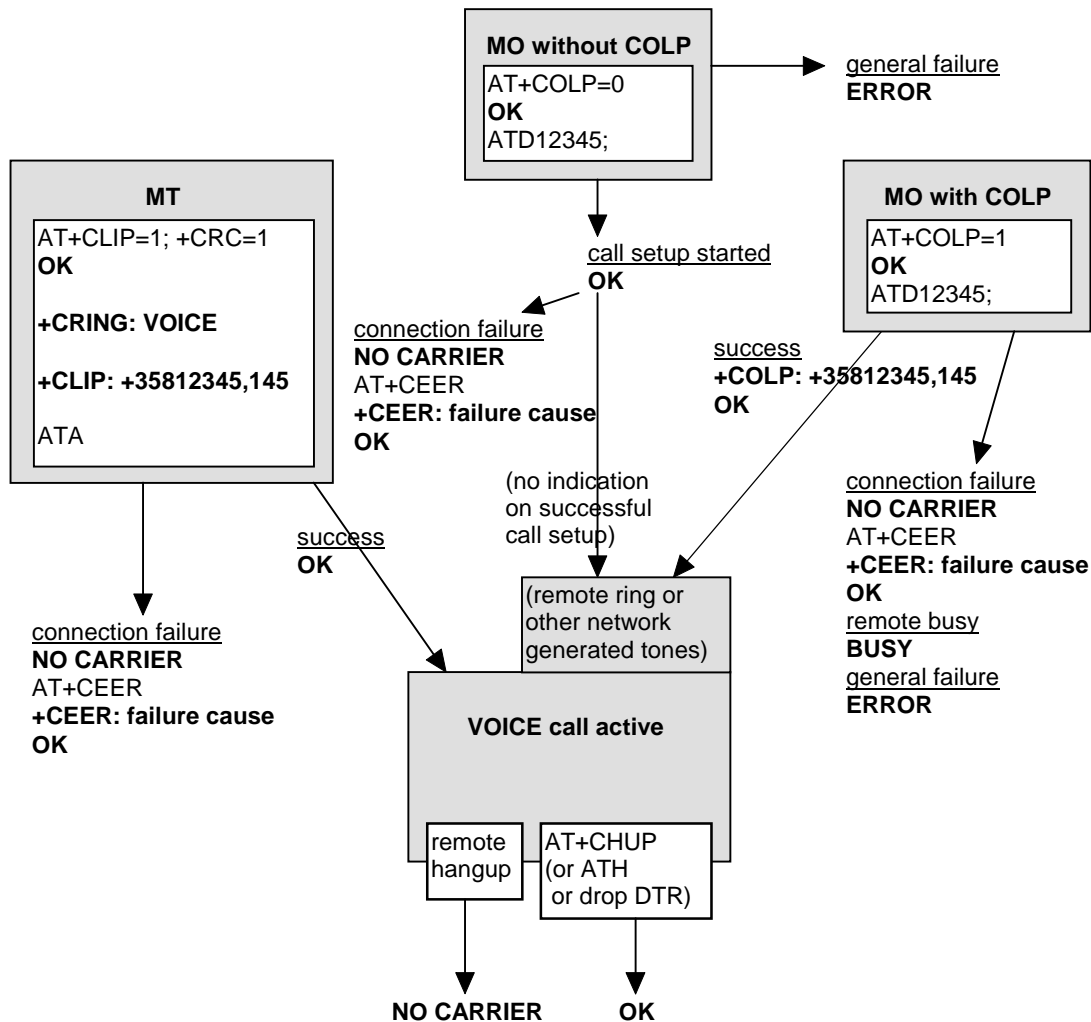 MO without COLP
AT+COLP=0
OK
ATD12345;
general failure
ERROR
MT
AT+CLIP=1; +CRC=1
OK
+CRING: VOICE
+CLIP: +35812345,145
ATA
MO with COLP
AT+COLP=1
OK
ATD12345;
call setup started
OK
connection failure
NO CARRIER
AT+CEER
+CEER: failure cause
OK
success
+COLP: +35812345,145
OK
(no indication
on successful
call setup)
success
OK
connection failure
NO CARRIER
AT+CEER
+CEER: failure cause
OK
remote busy
BUSY
general failure
ERROR
connection failure
NO CARRIER
AT+CEER
+CEER: failure cause
OK
(remote ring or
other network
generated tones)
VOICE call active
remote
hangup
AT+CHUP
(or ATH
or drop DTR)
NO CARRIER
OK